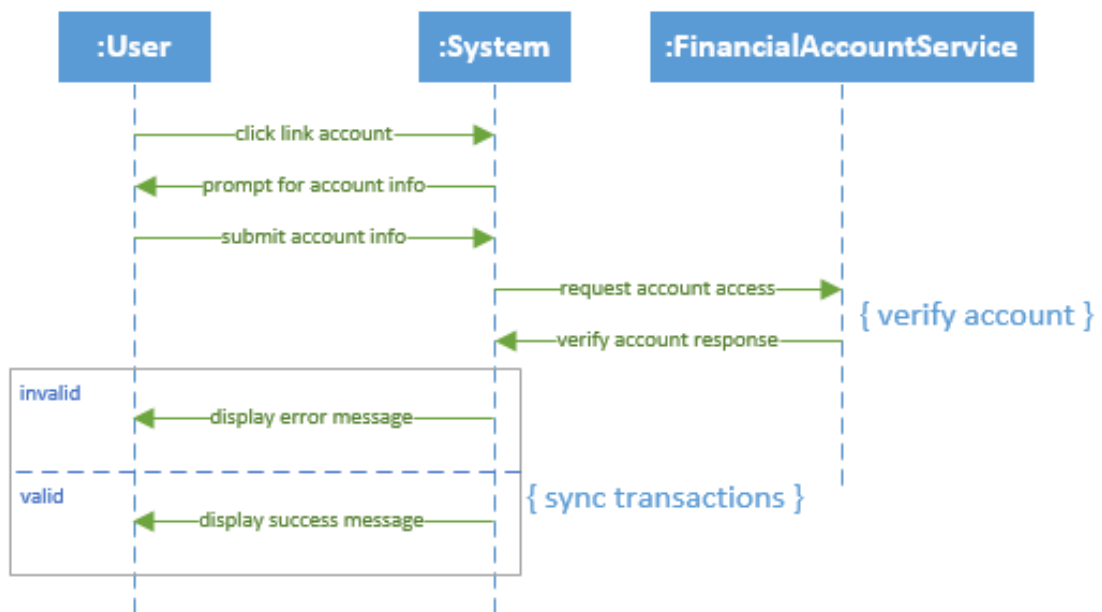 :User
:System
:FinancialAccountService
click link account
prompt for account info
submit account info
request account access
{ verify account }
verify account response
invalid
display error message
valid
{ sync transactions }
display success message